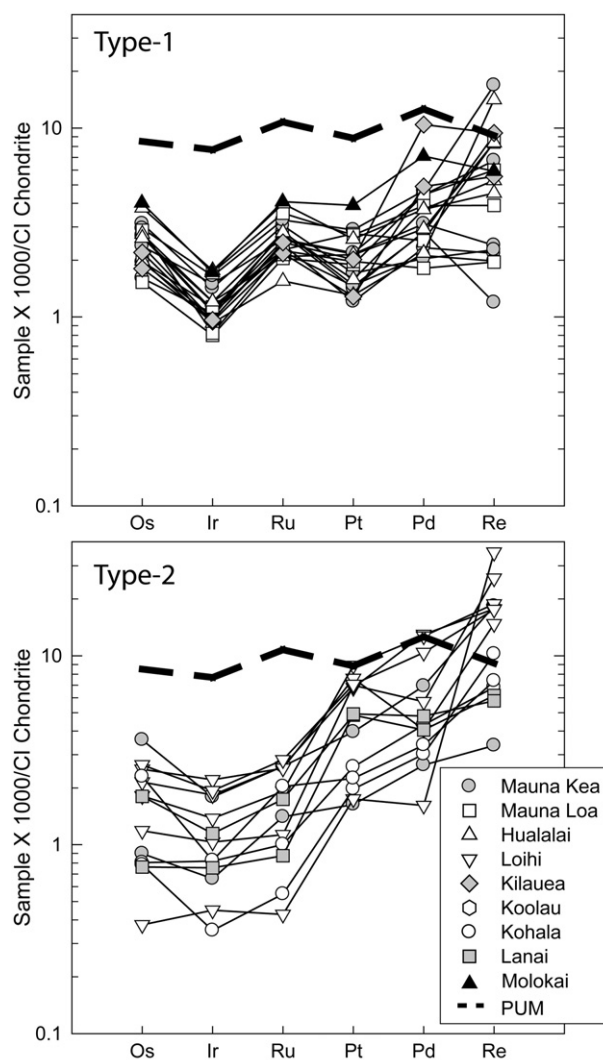 Type-1
Sample X 1000/CI Chondrite
10
1
0.1
Os Ir Ru Pt Pd Re
Type-2
Sample X 1000/CI Chondrite
10
1
0.1
Os Ir Ru Pt Pd Re
Mauna Kea
Mauna Loa
Hualalai
Loihi
Kilauea
Koolau
Kohala
Lanai
Molokai
PUM